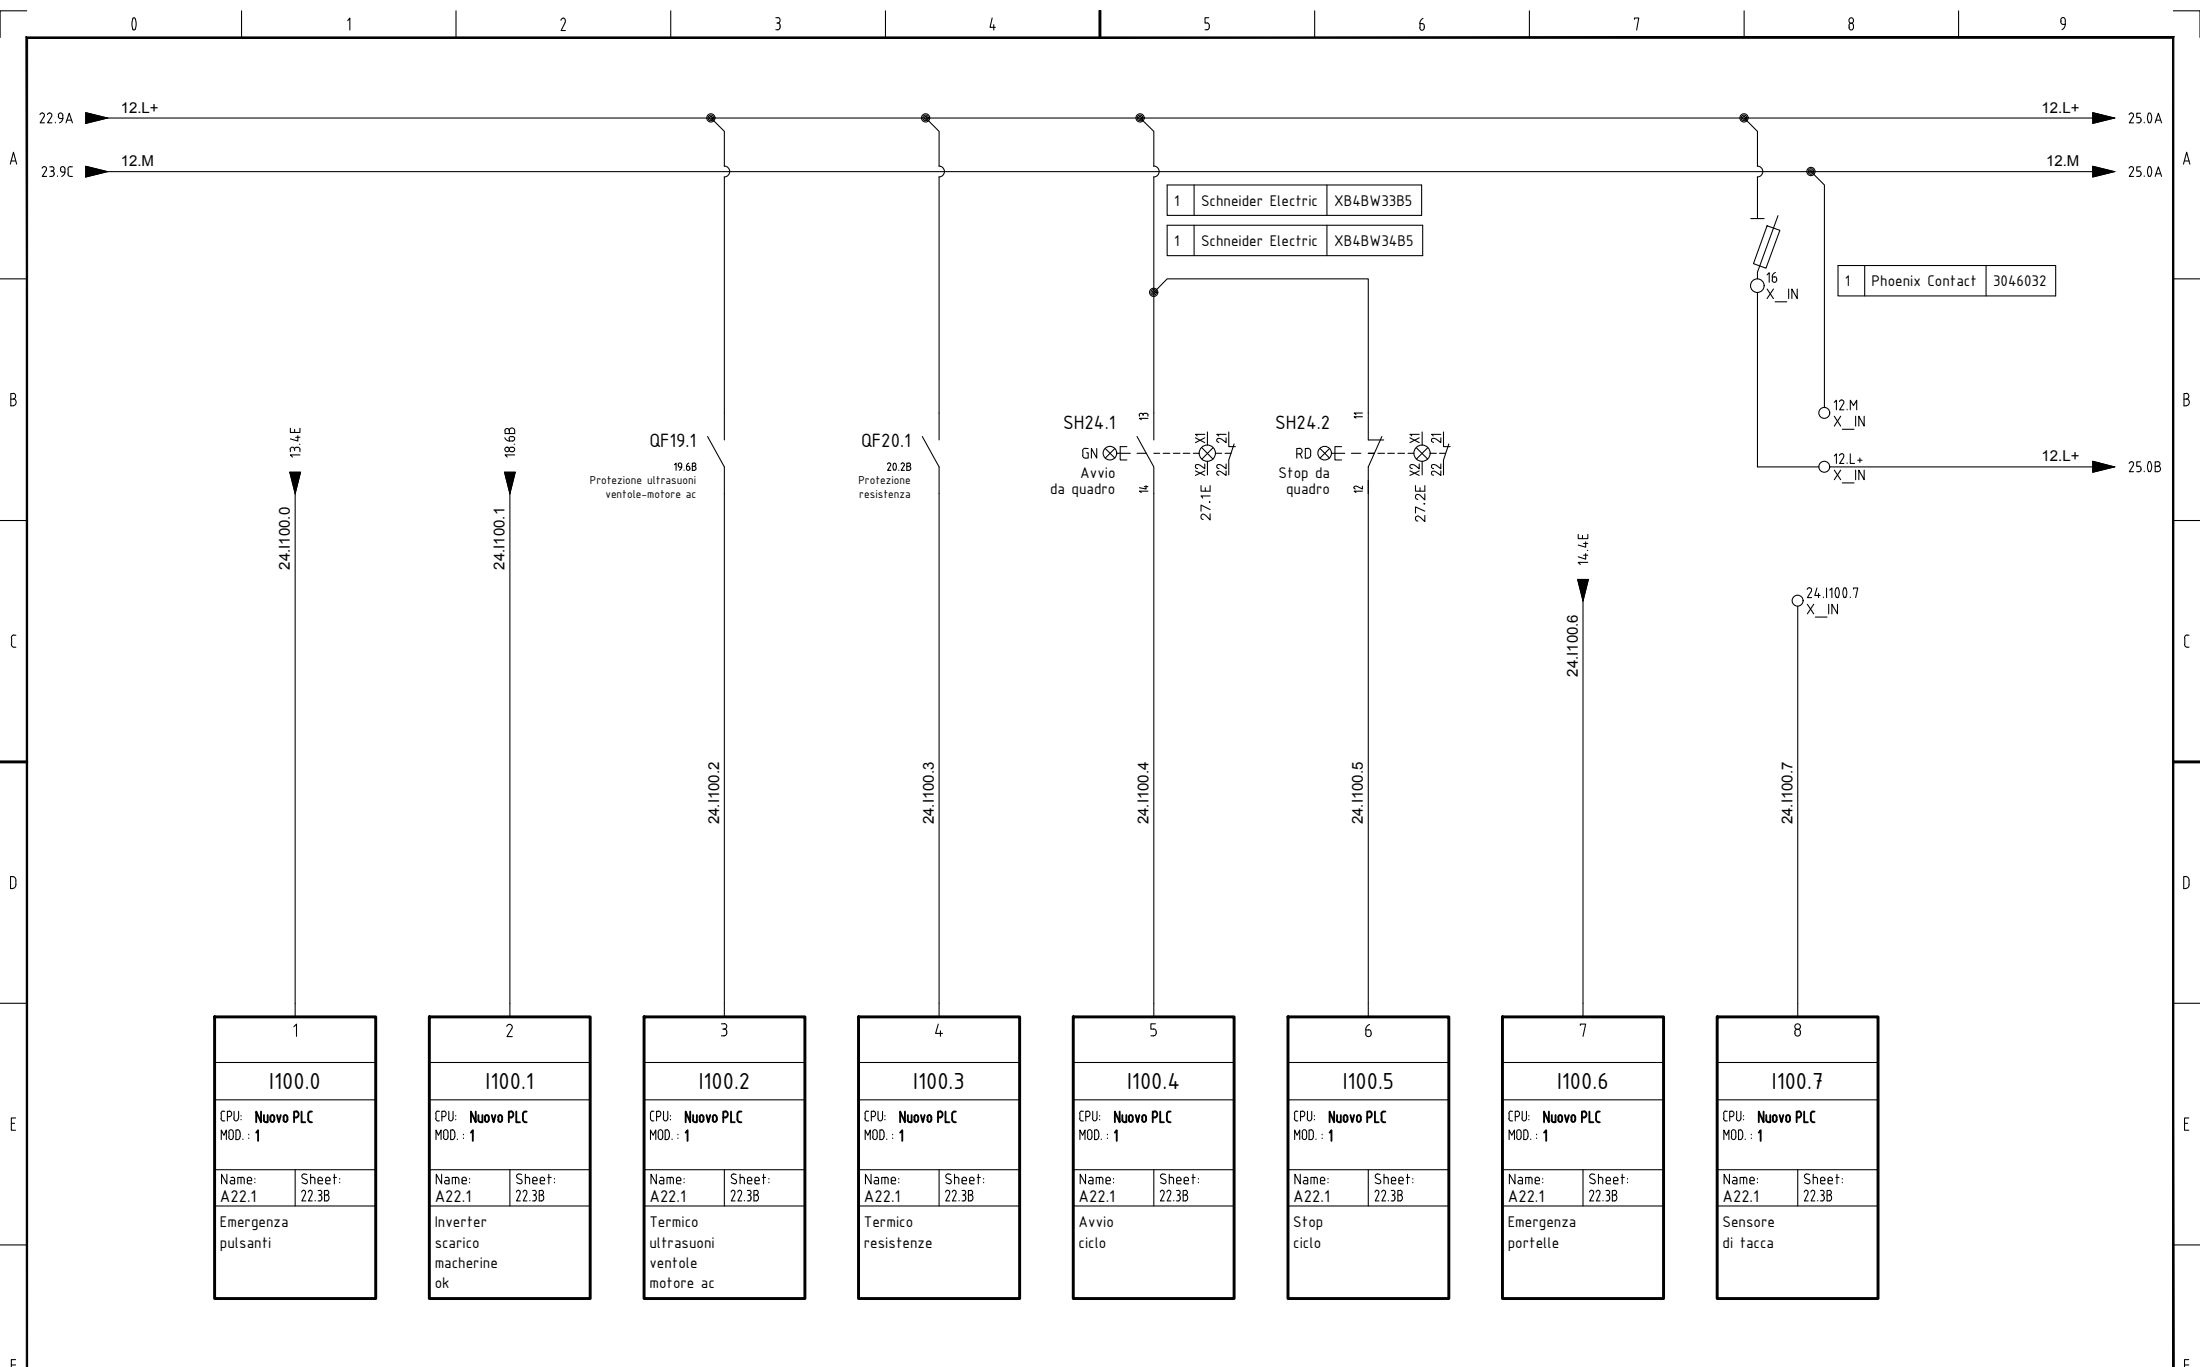 0 1 2 3 4 5 6 7 8 9
22.9A 12.L+ 12.L+ 25.0A
A A
23.9C 12.M 12.M 25.0A
1 Schneider Electric XB4BW33B5
1 Schneider Electric XB4BW34B5
16
X_IN
1 Phoenix Contact 3046032
B B
13.4E
24.I100.0
18.6B
24.I100.1
QF19.1
19.6B
Protezione ultrasuoni
ventole-motore ac
QF20.1
20.2B
Protezione
resistenza
SH24.1
GN
Avvio
da quadro
13
14
X1
X2
21
22
27.1E
SH24.2
RD
Stop da
quadro
11
12
X1
X2
21
22
27.2E
12.M
X_IN
12.L+
X_IN
12.L+ 25.0B
C C
14.4E
24.I100.6
24.I100.7
X_IN
24.I100.2
24.I100.3
24.I100.4
24.I100.5
24.I100.7
D D
E E
1
I100.0
CPU: Nuovo PLC
MOD. : 1
Name: Sheet:
A22.1 22.3B
Emergenza
pulsanti
2
I100.1
CPU: Nuovo PLC
MOD. : 1
Name: Sheet:
A22.1 22.3B
Inverter
scarico
macherine
ok
3
I100.2
CPU: Nuovo PLC
MOD. : 1
Name: Sheet:
A22.1 22.3B
Termico
ultrasuoni
ventole
motore ac
4
I100.3
CPU: Nuovo PLC
MOD. : 1
Name: Sheet:
A22.1 22.3B
Termico
resistenze
5
I100.4
CPU: Nuovo PLC
MOD. : 1
Name: Sheet:
A22.1 22.3B
Avvio
ciclo
6
I100.5
CPU: Nuovo PLC
MOD. : 1
Name: Sheet:
A22.1 22.3B
Stop
ciclo
7
I100.6
CPU: Nuovo PLC
MOD. : 1
Name: Sheet:
A22.1 22.3B
Emergenza
portelle
8
I100.7
CPU: Nuovo PLC
MOD. : 1
Name: Sheet:
A22.1 22.3B
Sensore
di tacca